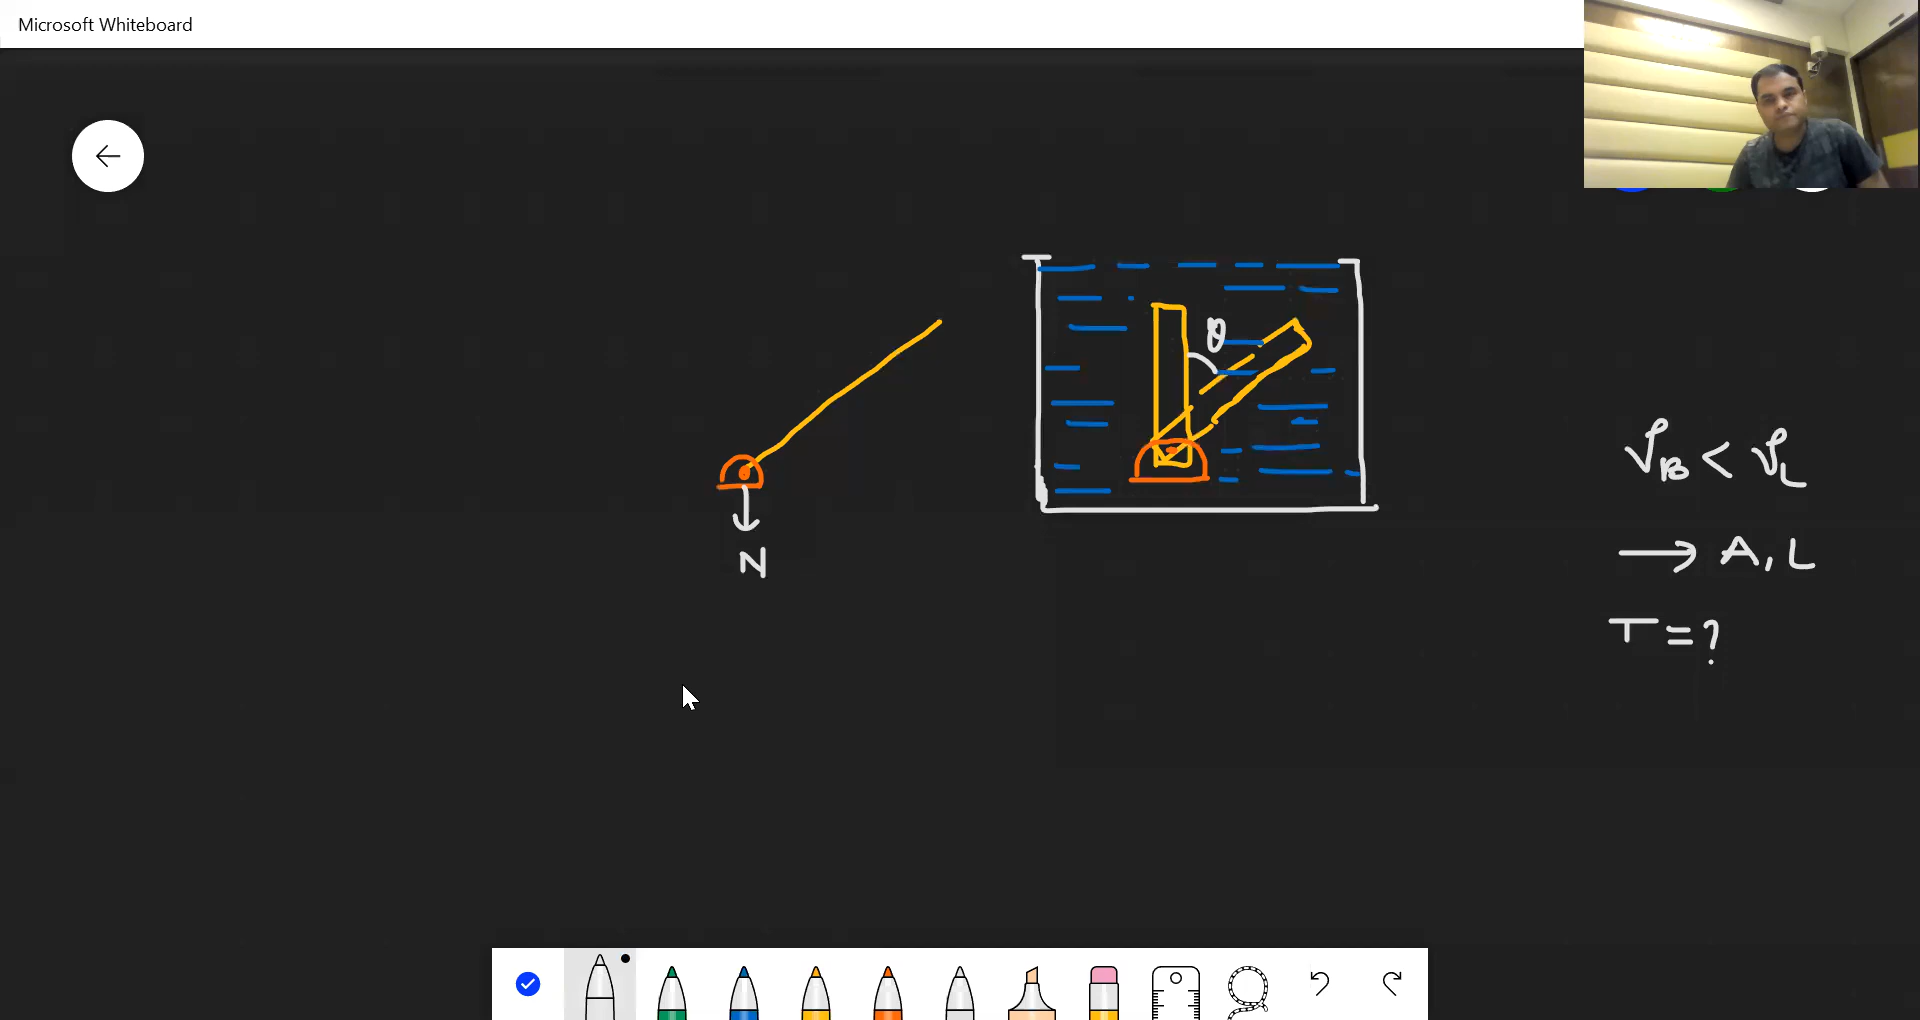 Microsoft Whiteboard
θ
N
ρB < ρL
→ A, L
T = ?